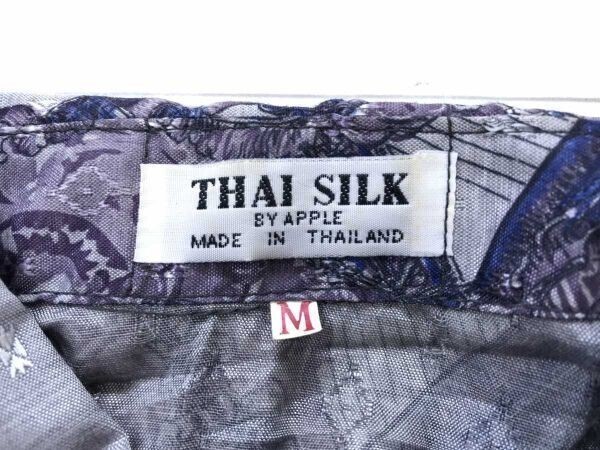 THAI SILK
BY APPLE
MADE IN THAILAND
M